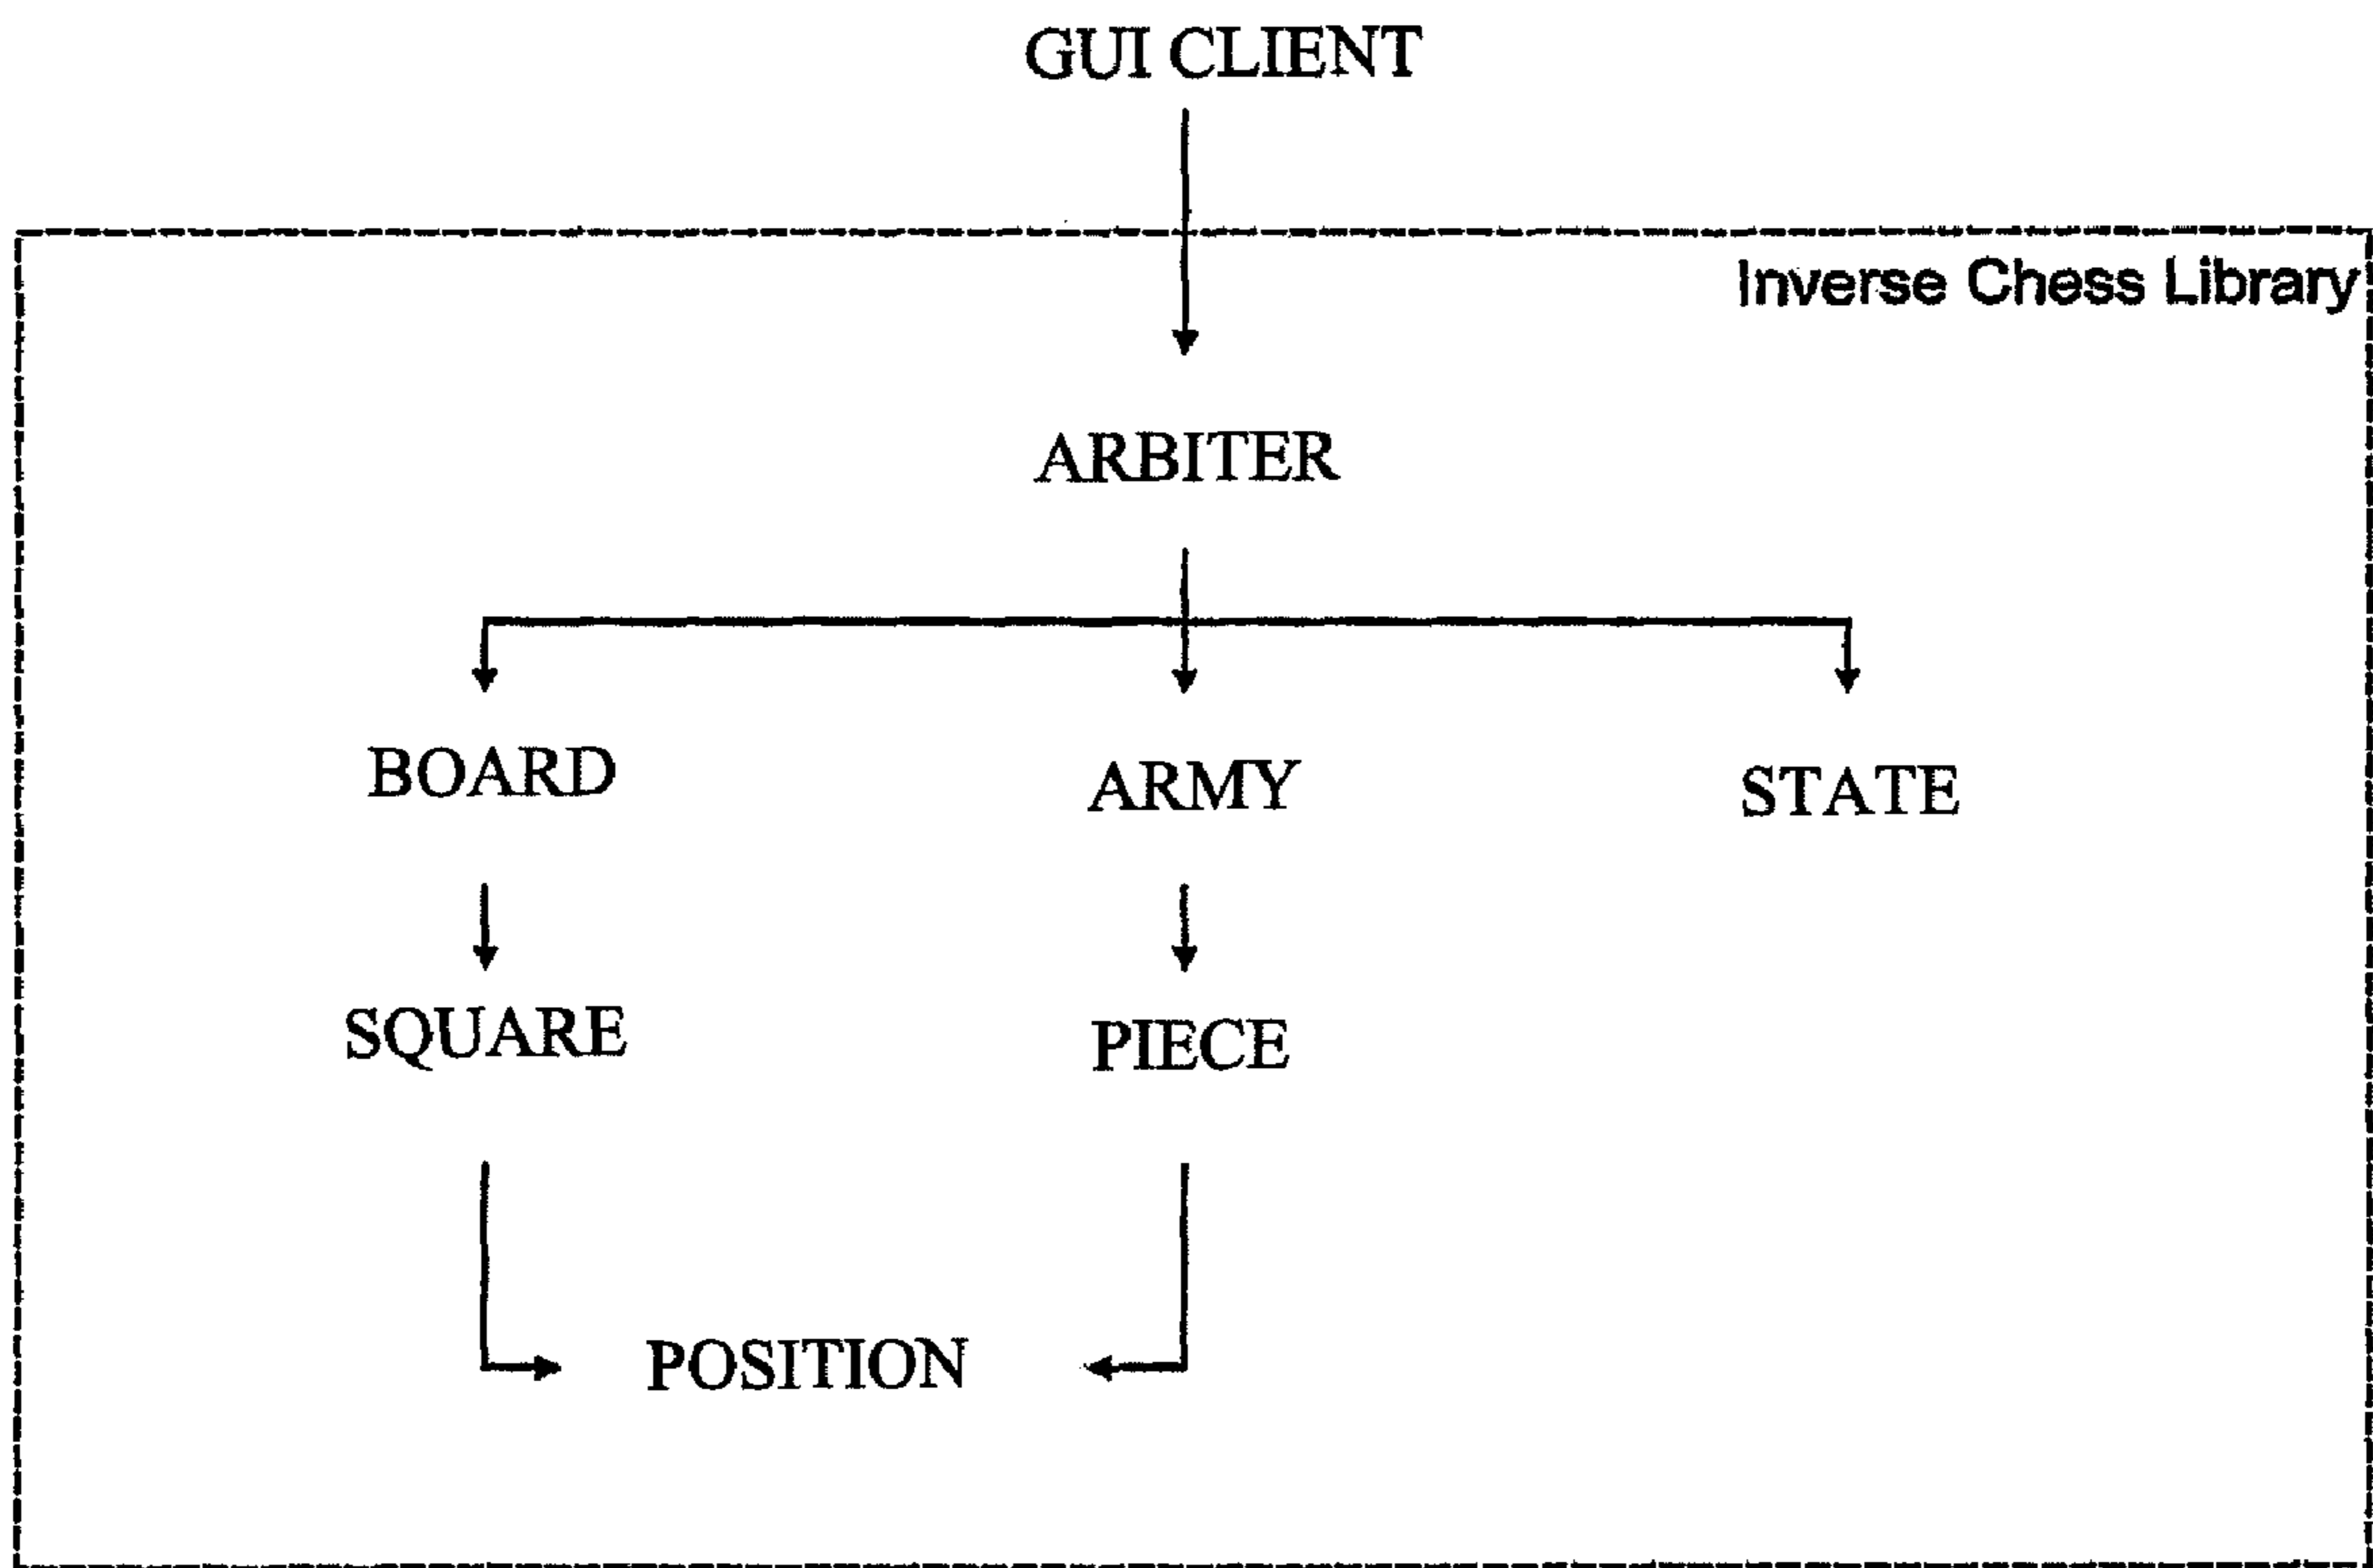 GUI CLIENT
Inverse Chess Library
ARBITER
BOARD
ARMY
STATE
SQUARE
PIECE
POSITION